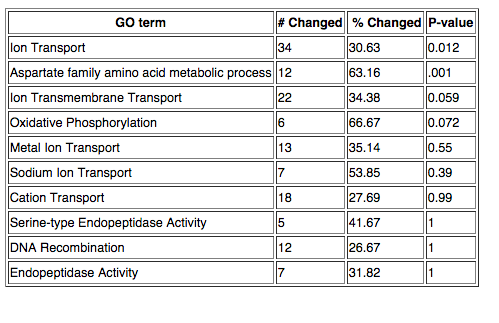 GO term # Changed % Changed P-value
Ion Transport 34 30.63 0.012
Aspartate family amino acid metabolic process 12 63.16 .001
Ion Transmembrane Transport 22 34.38 0.059
Oxidative Phosphorylation 6 66.67 0.072
Metal Ion Transport 13 35.14 0.55
Sodium Ion Transport 7 53.85 0.39
Cation Transport 18 27.69 0.99
Serine-type Endopeptidase Activity 5 41.67 1
DNA Recombination 12 26.67 1
Endopeptidase Activity 7 31.82 1